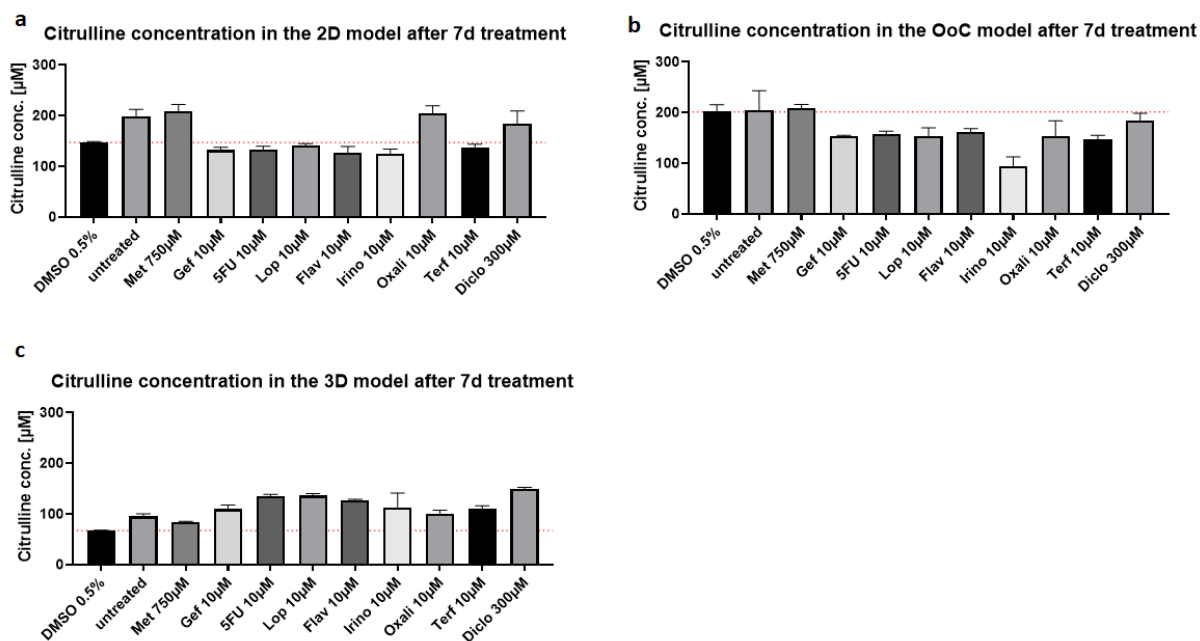 a
Citrulline concentration in the 2D model after 7d treatment
Citrulline conc. [µM]
300
200
100
0
DMSO 0.5%
untreated
Met 750µM
Gef 10µM
5FU 10µM
Lop 10µM
Flav 10µM
Irino 10µM
Oxali 10µM
Terf 10µM
Diclo 300µM
b
Citrulline concentration in the OoC model after 7d treatment
Citrulline conc. [µM]
300
200
100
0
DMSO 0.5%
untreated
Met 750µM
Gef 10µM
5FU 10µM
Lop 10µM
Flav 10µM
Irino 10µM
Oxali 10µM
Terf 10µM
Diclo 300µM
c
Citrulline concentration in the 3D model after 7d treatment
Citrulline conc. [µM]
300
200
100
0
DMSO 0.5%
untreated
Met 750µM
Gef 10µM
5FU 10µM
Lop 10µM
Flav 10µM
Irino 10µM
Oxali 10µM
Terf 10µM
Diclo 300µM